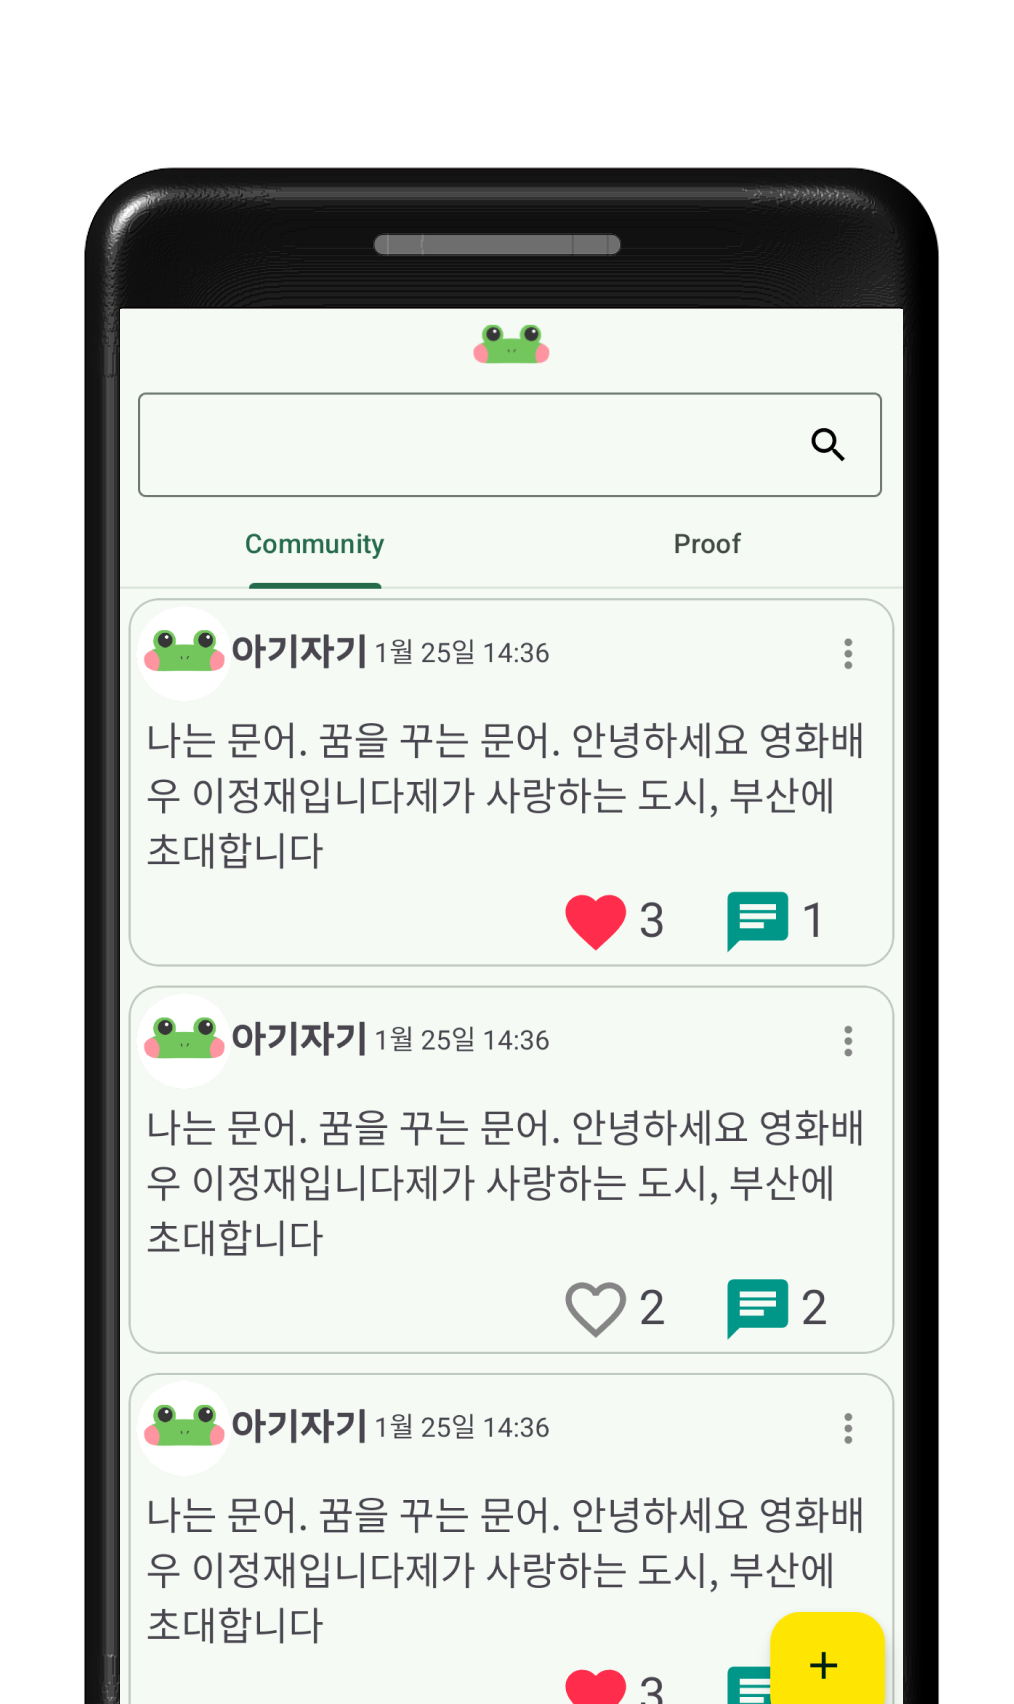 Community Proof
아기자기 1월 25일 14:36
나는 문어. 꿈을 꾸는 문어. 안녕하세요 영화배
우 이정재입니다제가 사랑하는 도시, 부산에
초대합니다
3 1
아기자기 1월 25일 14:36
나는 문어. 꿈을 꾸는 문어. 안녕하세요 영화배
우 이정재입니다제가 사랑하는 도시, 부산에
초대합니다
2 2
아기자기 1월 25일 14:36
나는 문어. 꿈을 꾸는 문어. 안녕하세요 영화배
우 이정재입니다제가 사랑하는 도시, 부산에
초대합니다
+
3